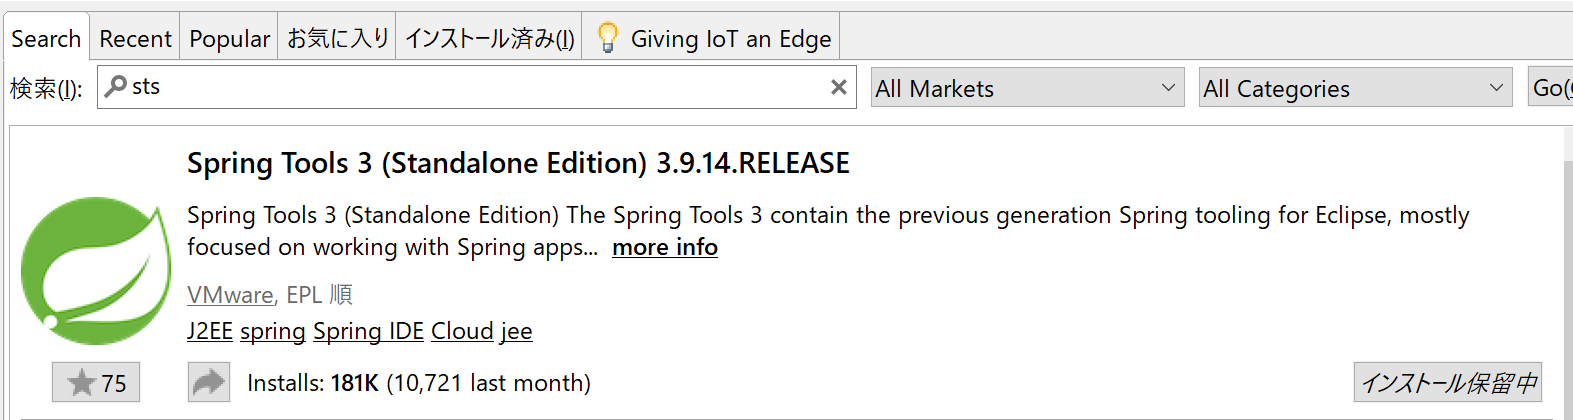 Search Recent Popular お気に入り インストール済み(I) Giving IoT an Edge
検索(I): sts All Markets All Categories Go(
Spring Tools 3 (Standalone Edition) 3.9.14.RELEASE
Spring Tools 3 (Standalone Edition) The Spring Tools 3 contain the previous generation Spring tooling for Eclipse, mostly
focused on working with Spring apps... more info
VMware, EPL 順
J2EE spring Spring IDE Cloud jee
75 Installs: 181K (10,721 last month) インストール保留中